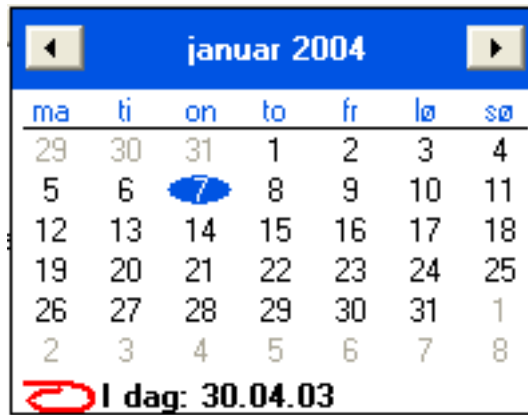 januar 2004
ma ti on to fr lø sø
29 30 31 1 2 3 4
5 6 7 8 9 10 11
12 13 14 15 16 17 18
19 20 21 22 23 24 25
26 27 28 29 30 31 1
2 3 4 5 6 7 8
I dag: 30.04.03